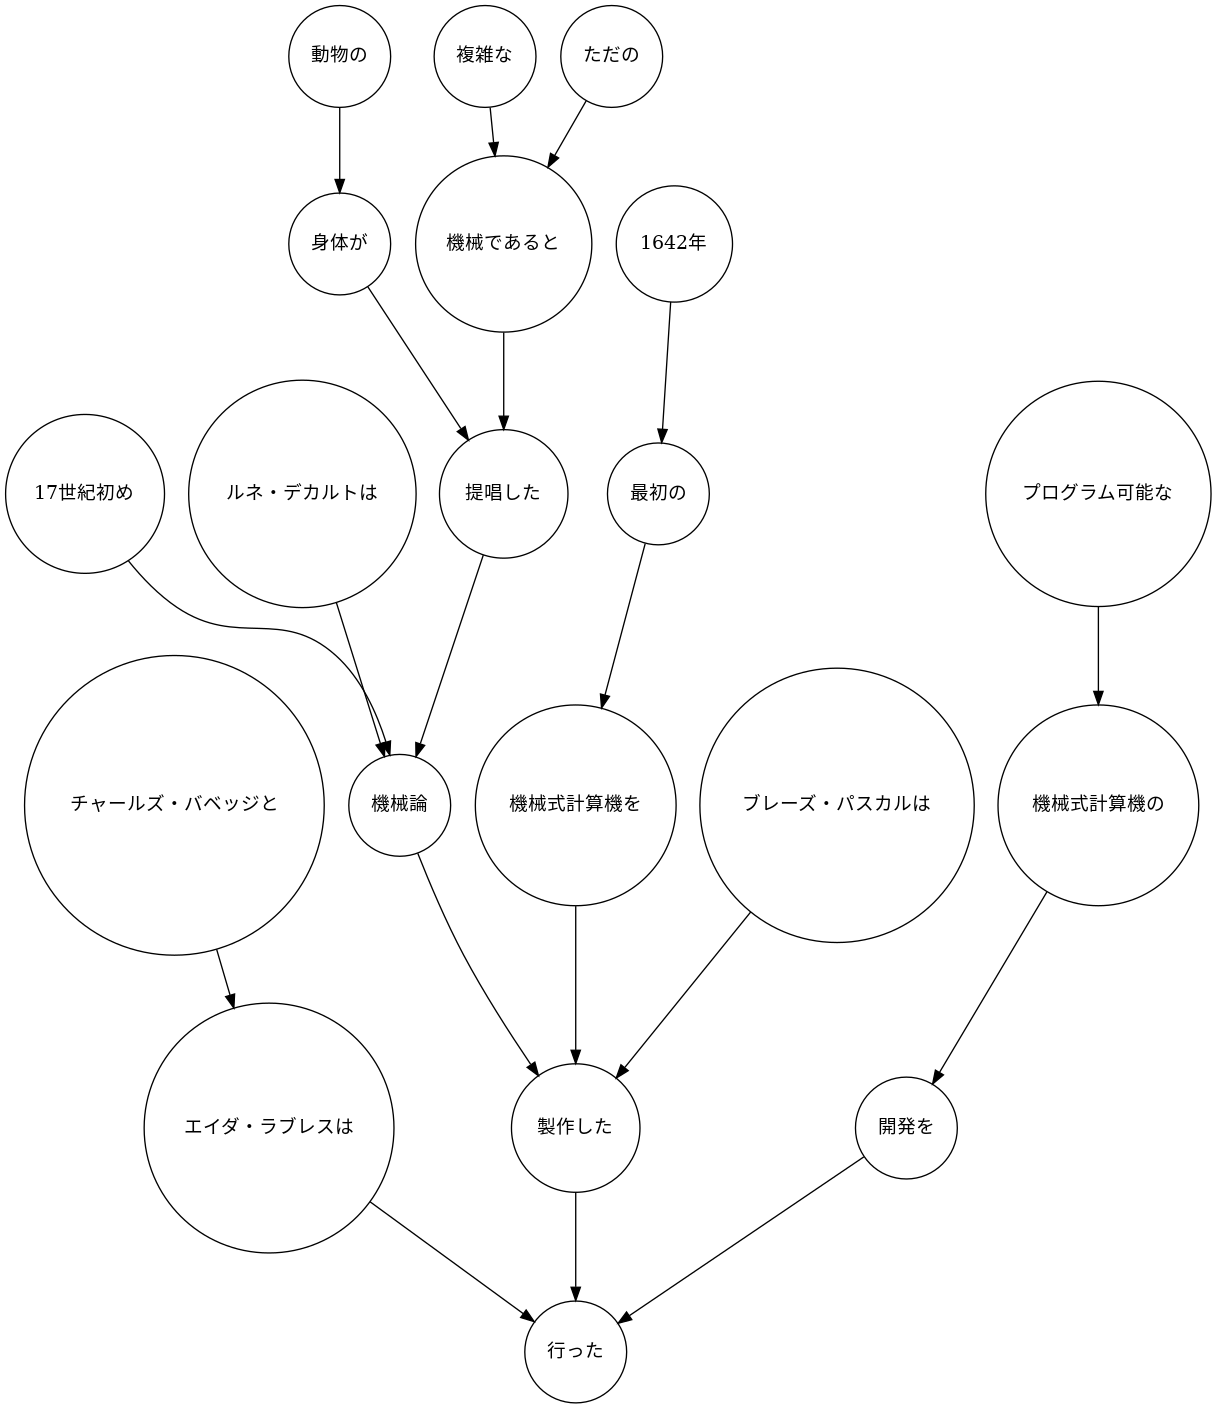 動物の
複雑な
ただの
身体が
機械であると
1642年
17世紀初め
ルネ・デカルトは
提唱した
最初の
プログラム可能な
チャールズ・バベッジと
機械論
機械式計算機を
ブレーズ・パスカルは
機械式計算機の
エイダ・ラブレスは
製作した
開発を
行った